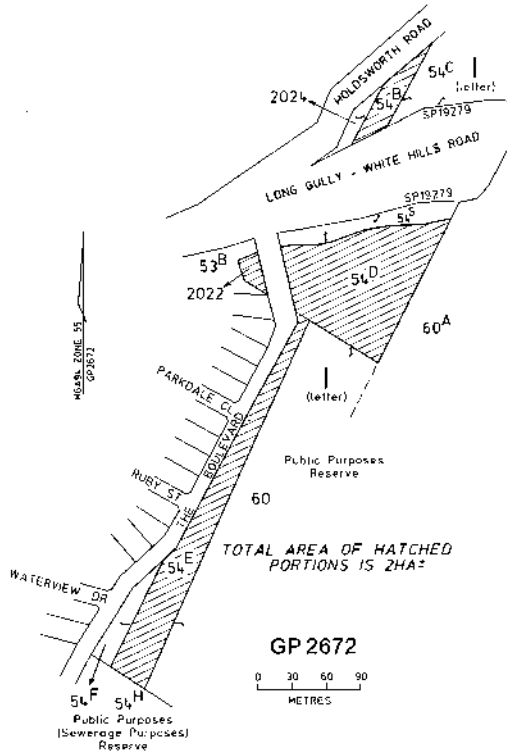 HOLDSWORTH ROAD
54C
I
(letter)
2024
54B
SP19279
LONG GULLY - WHITE HILLS ROAD
SP19279
54S
53B
54D
2022
60A
MGA94 ZONE 55
GP2672
I
(letter)
PARKDALE CL
THE BOULEVARD
Public Purposes
Reserve
RUBY ST
60
TOTAL AREA OF HATCHED
PORTIONS IS 2HA±
54E
WATERVIEW DR
GP 2672
0 30 60 90
METRES
54F
54H
Public Purposes
(Sewerage Purposes)
Reserve